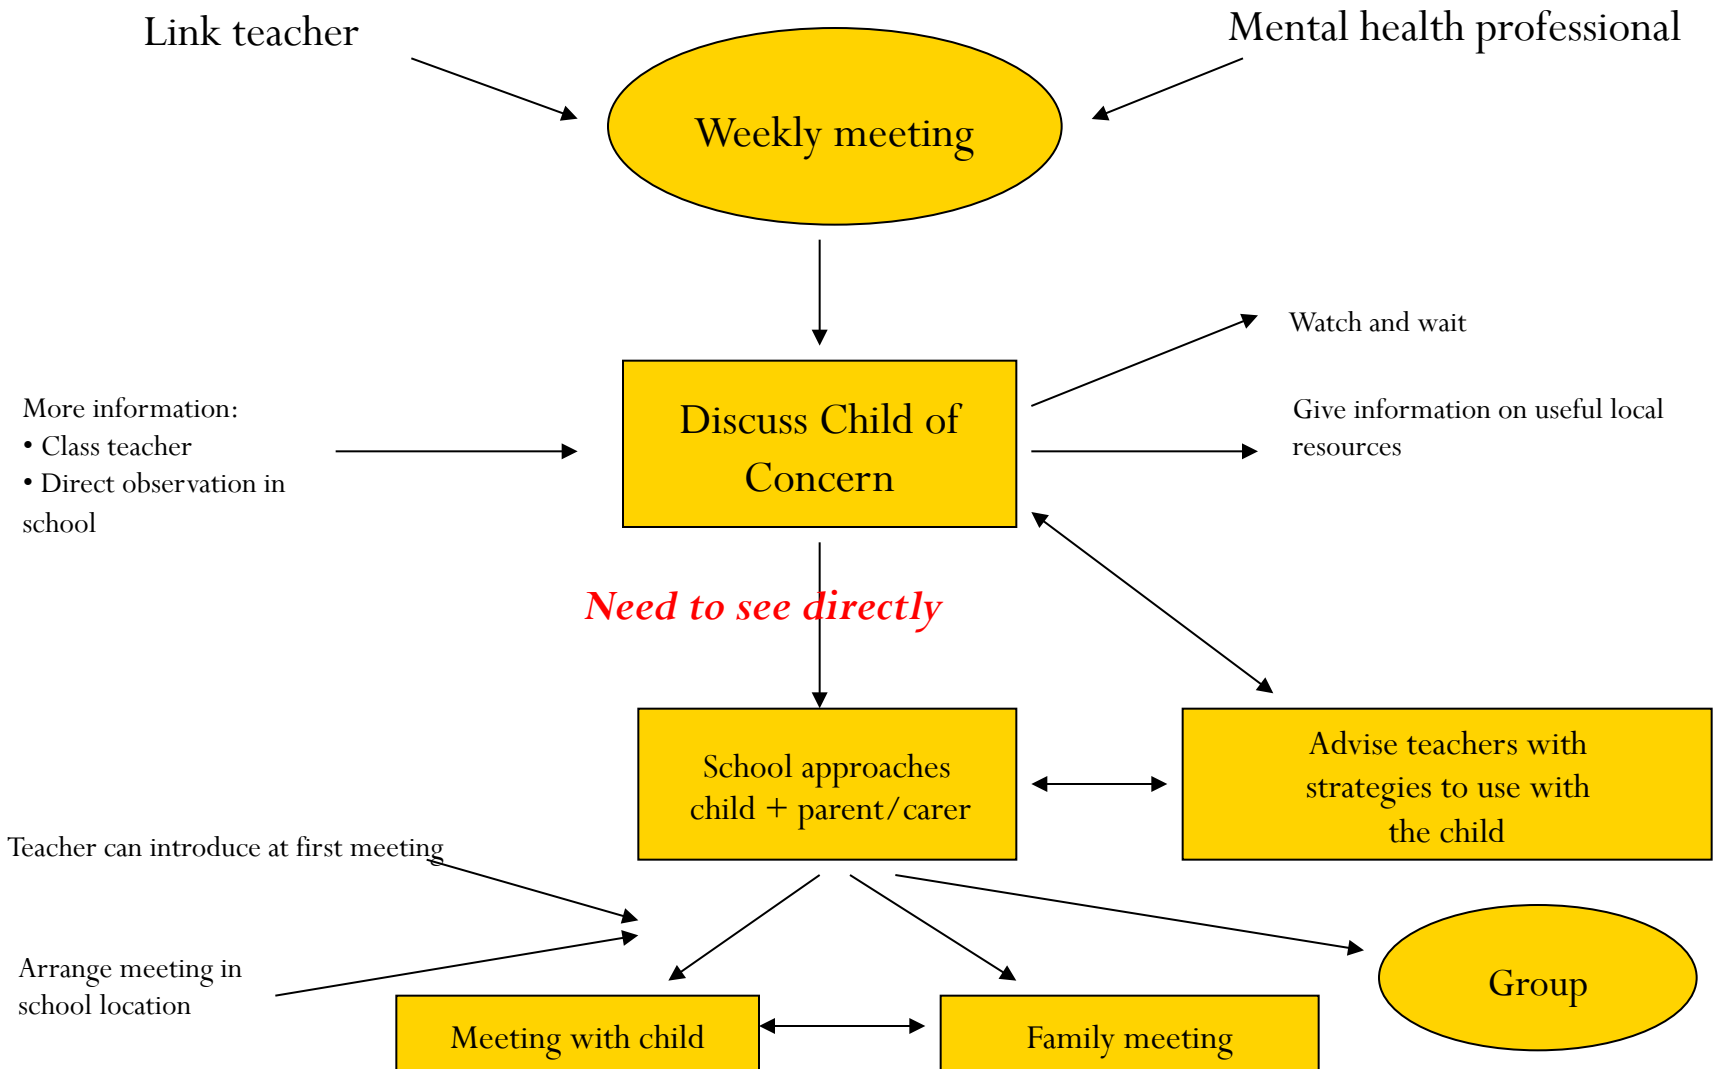 Link teacher
Mental health professional
Weekly meeting
Watch and wait
More information:
• Class teacher
• Direct observation in
school
Discuss Child of
Concern
Give information on useful local
resources
Need to see directly
School approaches
child + parent/carer
Advise teachers with
strategies to use with
the child
Teacher can introduce at first meeting
Arrange meeting in
school location
Group
Meeting with child
Family meeting